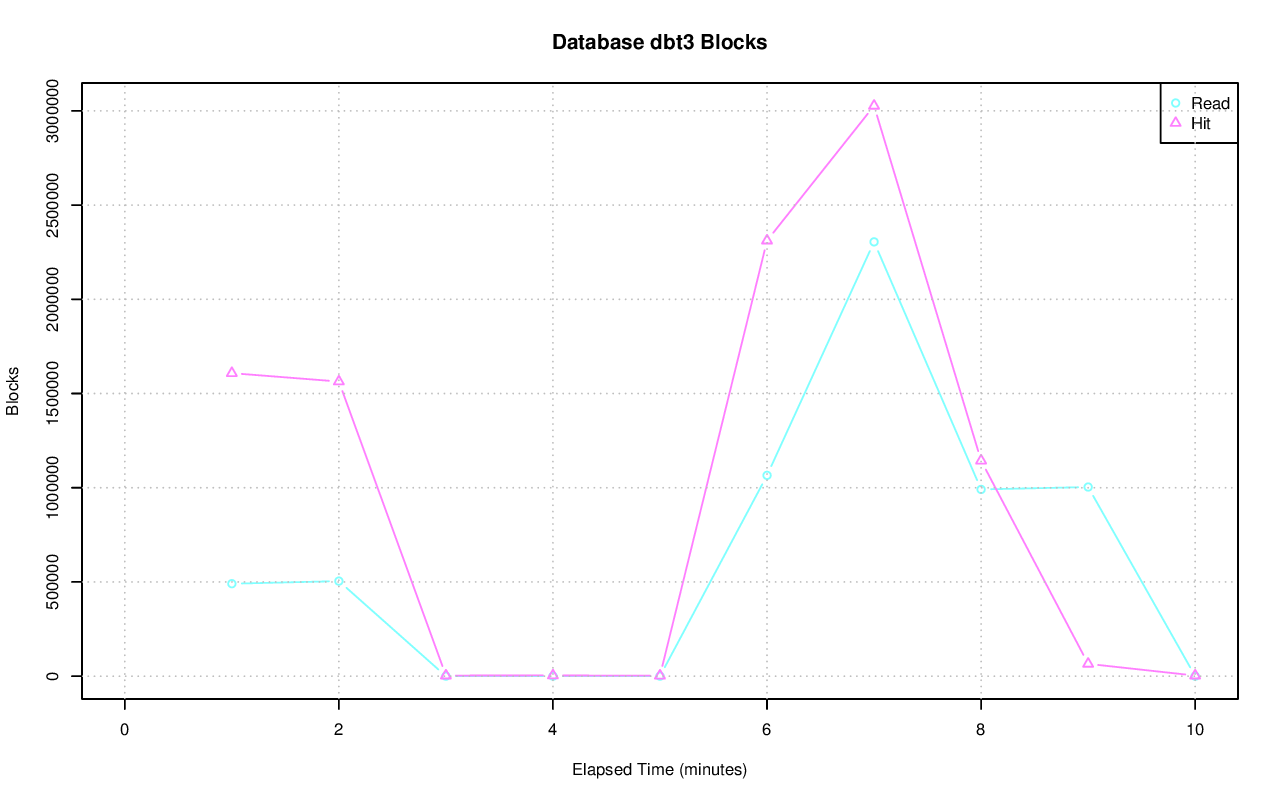 Database dbt3 Blocks
Read
Hit
Blocks
3000000
2500000
2000000
1500000
1000000
500000
0
0 2 4 6 8 10
Elapsed Time (minutes)